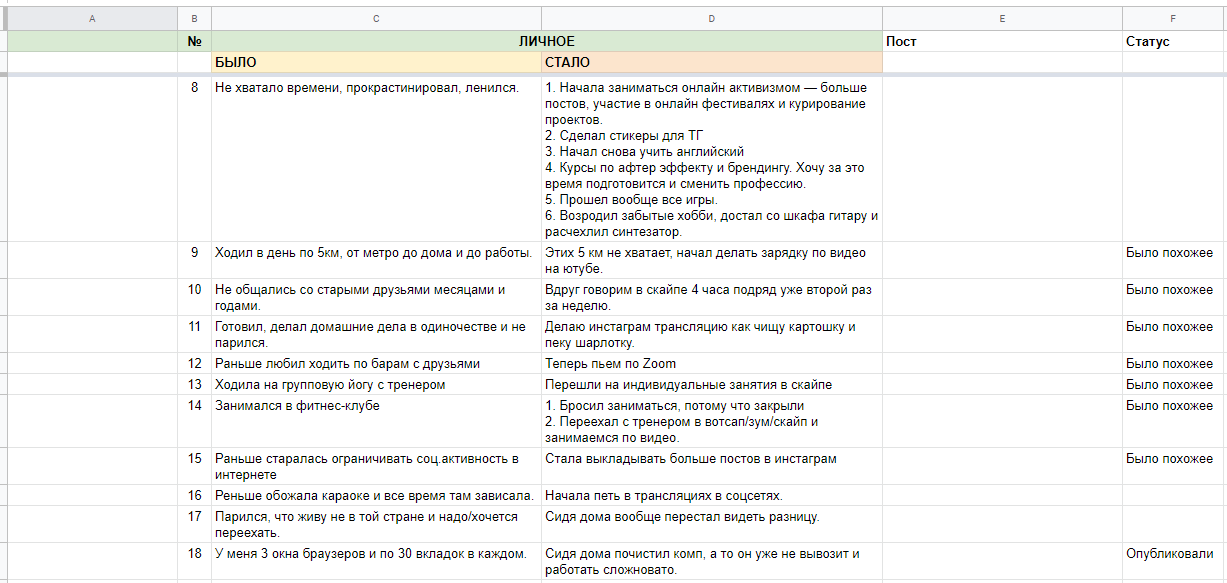 A B C D E F
№ ЛИЧНОЕ Пост Статус
БЫЛО СТАЛО
8 Не хватало времени, прокрастинировал, ленился. 1. Начала заниматься онлайн активизмом — больше
постов, участие в онлайн фестивалях и курирование
проектов.
2. Сделал стикеры для ТГ
3. Начал снова учить английский
4. Курсы по афтер эффекту и брендингу. Хочу за это
время подготовится и сменить профессию.
5. Прошел вообще все игры.
6. Возродил забытые хобби, достал со шкафа гитару и
расчехлил синтезатор.
9 Ходил в день по 5км, от метро до дома и до работы. Этих 5 км не хватает, начал делать зарядку по видео Было похожее
на ютубе.
10 Не общались со старыми друзьями месяцами и Вдруг говорим в скайпе 4 часа подряд уже второй раз Было похожее
годами. за неделю.
11 Готовил, делал домашние дела в одиночестве и не Делаю инстаграм трансляцию как чищу картошку и Было похожее
парился. пеку шарлотку.
12 Раньше любил ходить по барам с друзьями Теперь пьем по Zoom Было похожее
13 Ходила на групповую йогу с тренером Перешли на индивидуальные занятия в скайпе Было похожее
14 Занимался в фитнес-клубе 1. Бросил заниматься, потому что закрыли Было похожее
2. Переехал с тренером в вотсап/зум/скайп и
занимаемся по видео.
15 Раньше старалась ограничивать соц.активность в Стала выкладывать больше постов в инстаграм Было похожее
интернете
16 Реньше обожала караоке и все время там зависала. Начала петь в трансляциях в соцсетях.
17 Парился, что живу не в той стране и надо/хочется Сидя дома вообще перестал видеть разницу.
переехать.
18 У меня 3 окна браузеров и по 30 вкладок в каждом. Сидя дома почистил комп, а то он уже не вывозит и Опубликовали
работать сложновато.